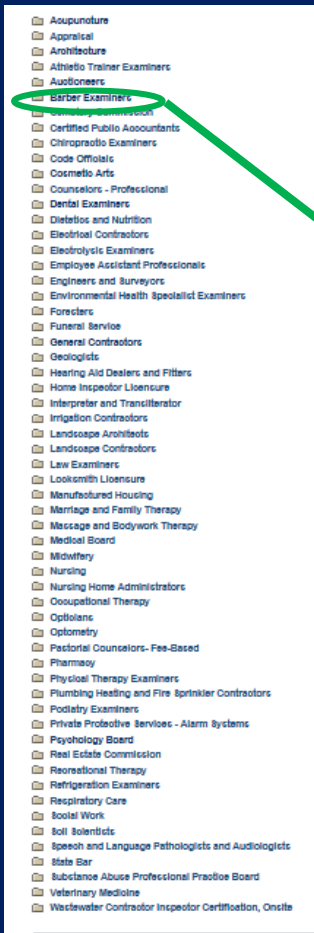 Acupuncture
Appraisal
Architecture
Athletic Trainer Examiners
Auctioneers
Barber Examiners
Cemetery Commission
Certified Public Accountants
Chiropractic Examiners
Code Officials
Cosmetic Arts
Counselors - Professional
Dental Examiners
Dietetics and Nutrition
Electrical Contractors
Electrolysis Examiners
Employee Assistant Professionals
Engineers and Surveyors
Environmental Health Specialist Examiners
Foresters
Funeral Service
General Contractors
Geologists
Hearing Aid Dealers and Fitters
Home Inspector Licensure
Interpreter and Transliterator
Irrigation Contractors
Landscape Architects
Landscape Contractors
Law Examiners
Locksmith Licensure
Manufactured Housing
Marriage and Family Therapy
Massage and Bodywork Therapy
Medical Board
Midwifery
Nursing
Nursing Home Administrators
Occupational Therapy
Opticians
Optometry
Pastorial Counselors- Fee-Based
Pharmacy
Physical Therapy Examiners
Plumbing Heating and Fire Sprinkler Contractors
Podiatry Examiners
Private Protective Services - Alarm Systems
Psychology Board
Real Estate Commission
Recreational Therapy
Refrigeration Examiners
Respiratory Care
Social Work
Soil Scientists
Speech and Language Pathologists and Audiologists
State Bar
Substance Abuse Professional Practice Board
Veterinary Medicine
Wastewater Contractor Inspector Certification, Onsite